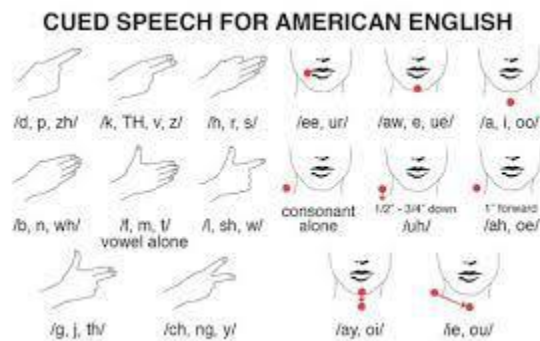 CUED SPEECH FOR AMERICAN ENGLISH
/d, p, zh/ /k, TH, v, z/ /h, r, s/ /ee, ur/ /aw, e, ue/ /a, i, oo/
/b, n, wh/ /f, m, t/ /l, sh, w/ consonant 1/2" - 3/4" down 1" forward
vowel alone alone /uh/ /ah, oe/
/g, j, th/ /ch, ng, y/ /ay, oi/ /ie, ou/